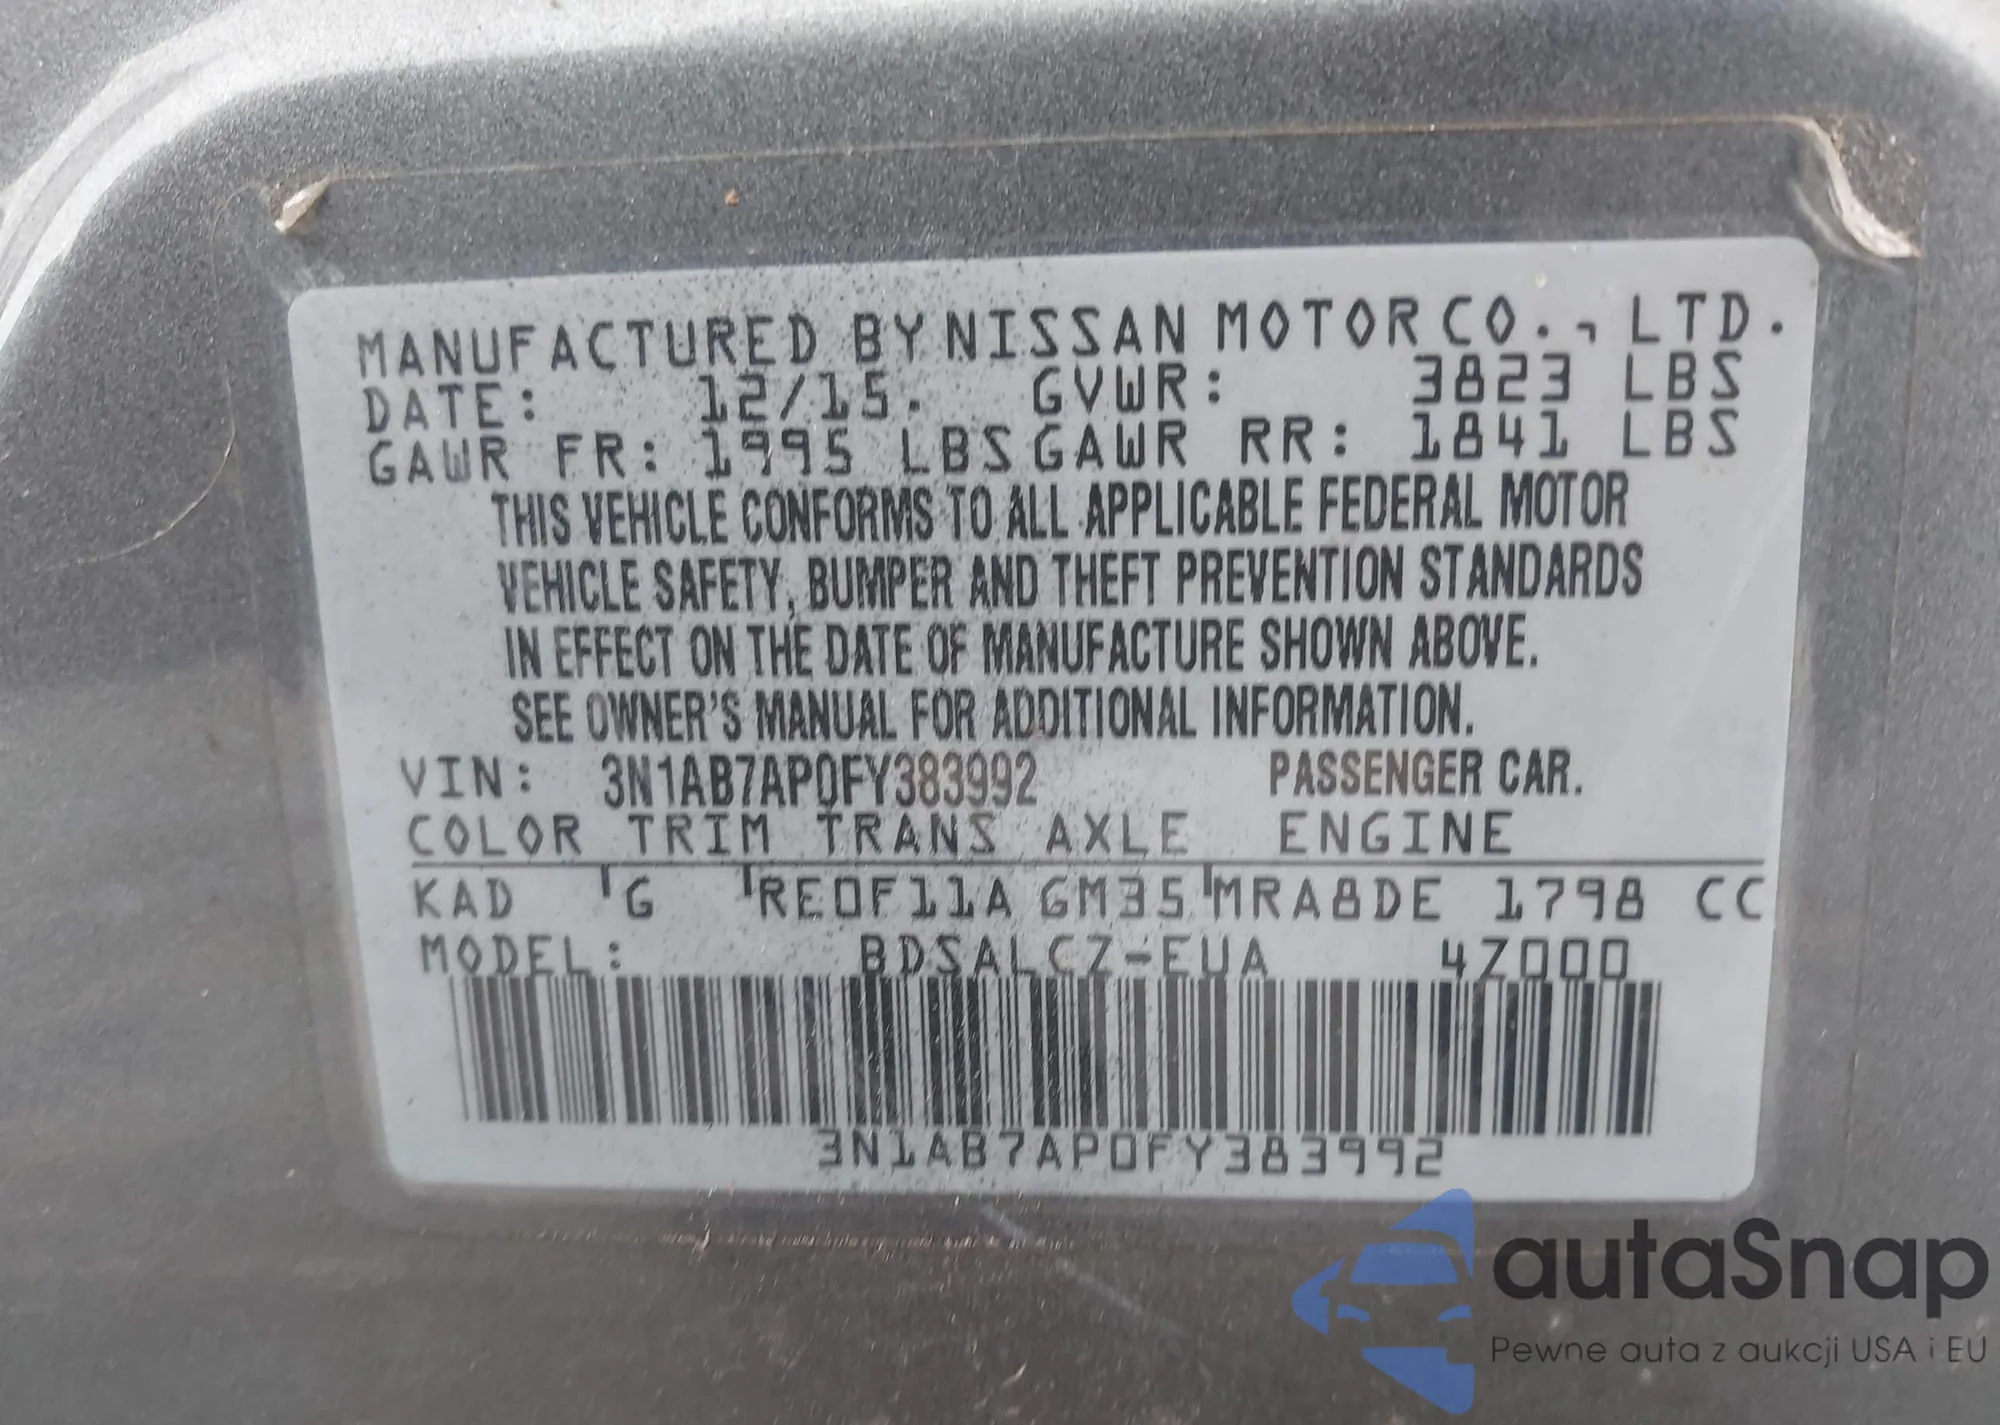 MANUFACTURED BY NISSAN MOTOR CO., LTD.
DATE: 12/15. GVWR: 3823 LBS
GAWR FR: 1995 LBS GAWR RR: 1841 LBS
THIS VEHICLE CONFORMS TO ALL APPLICABLE FEDERAL MOTOR
VEHICLE SAFETY, BUMPER AND THEFT PREVENTION STANDARDS
IN EFFECT ON THE DATE OF MANUFACTURE SHOWN ABOVE.
SEE OWNER'S MANUAL FOR ADDITIONAL INFORMATION.
VIN: 3N1AB7AP0FY383992 PASSENGER CAR.
COLOR TRIM TRANS AXLE ENGINE
KAD G RE0F11A GM35 MRA8DE 1798 CC
MODEL: BDSALCZ-EUA 4Z000
3N1AB7AP0FY383992
autaSnap
Pewne auta z aukcji USA i EU